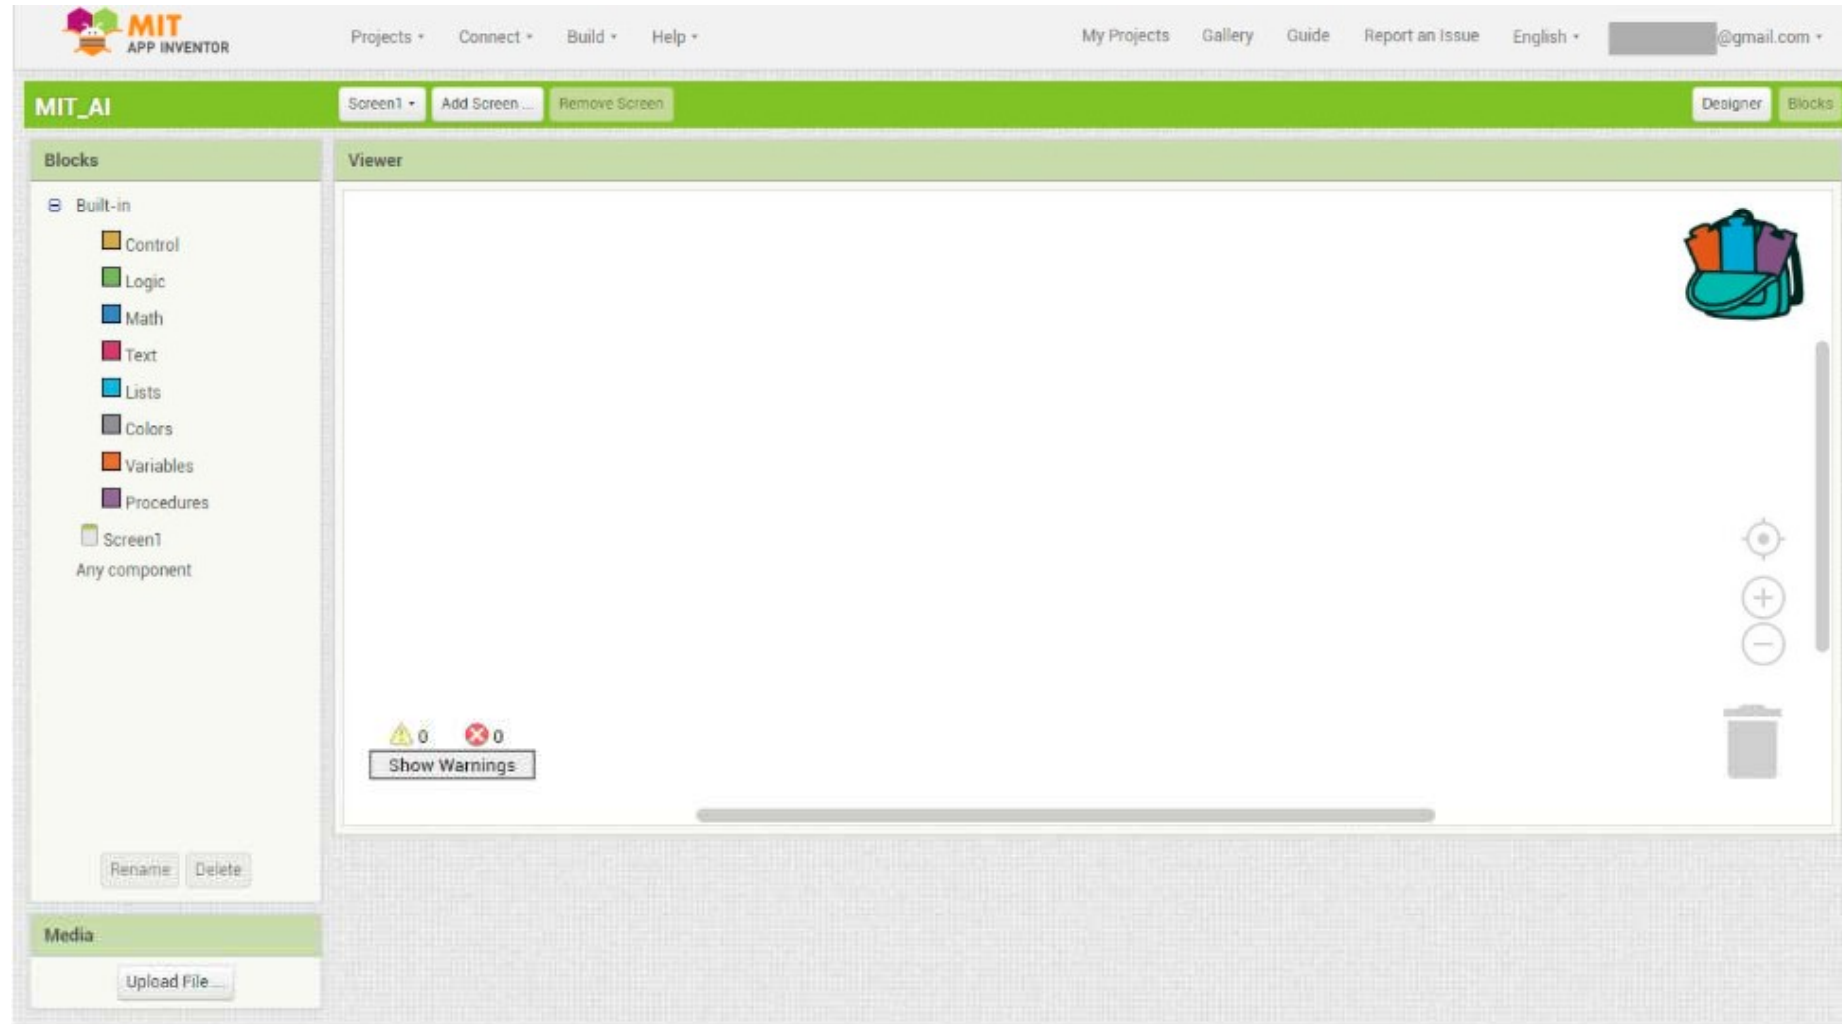 MIT
APP INVENTOR
Projects Connect Build Help My Projects Gallery Guide Report an Issue English @gmail.com
MIT_AI Screen1 Add Screen ... Remove Screen Designer Blocks
Blocks
Viewer
Built-in
Control
Logic
Math
Text
Lists
Colors
Variables
Procedures
Screen1
Any component
0 0
Show Warnings
Rename Delete
Media
Upload File ...